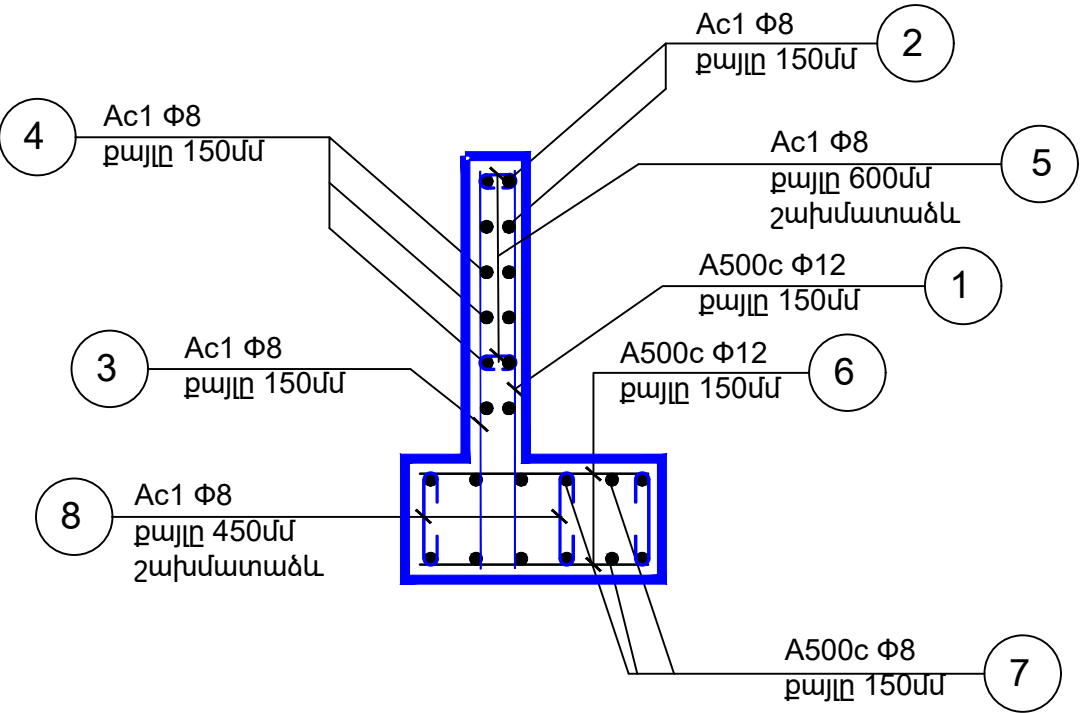 Ac1 Φ8
քայլը 150մմ
2
Ac1 Φ8
քայլը 150մմ
4
Ac1 Φ8
քայլը 600մմ
շախմատաձև
5
A500c Φ12
քայլը 150մմ
1
Ac1 Φ8
քայլը 150մմ
3
A500c Φ12
քայլը 150մմ
6
Ac1 Φ8
քայլը 450մմ
շախմատաձև
8
A500c Φ8
քայլը 150մմ
7